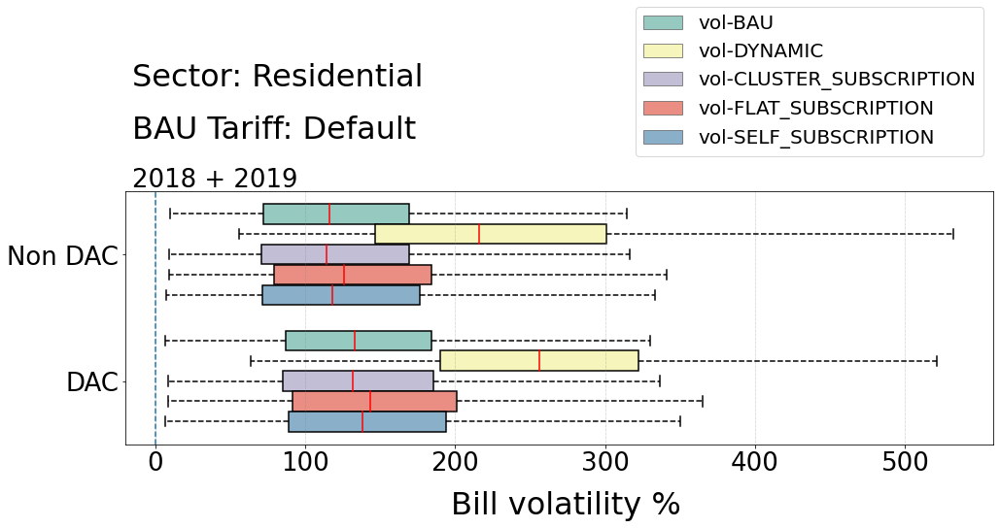 vol-BAU
vol-DYNAMIC
vol-CLUSTER_SUBSCRIPTION
vol-FLAT_SUBSCRIPTION
vol-SELF_SUBSCRIPTION
Sector: Residential
BAU Tariff: Default
2018 + 2019
Non DAC
DAC
0 100 200 300 400 500
Bill volatility %